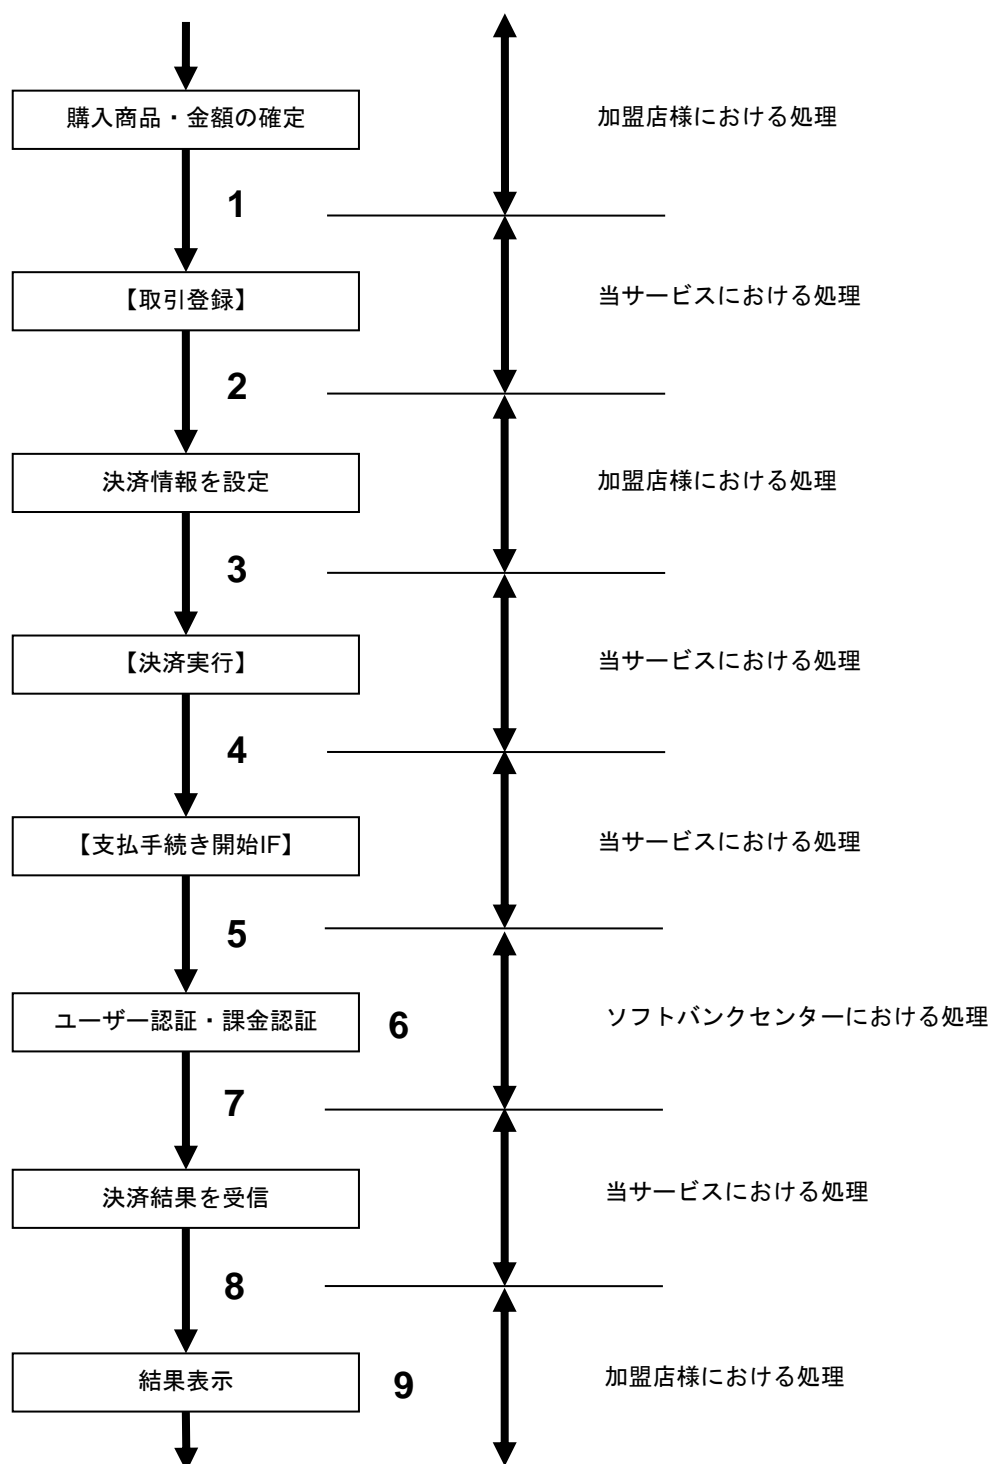 購入商品・金額の確定
加盟店様における処理
1
【取引登録】
当サービスにおける処理
2
決済情報を設定
加盟店様における処理
3
【決済実行】
当サービスにおける処理
4
【支払手続き開始IF】
当サービスにおける処理
5
ユーザー認証・課金認証
6
ソフトバンクセンターにおける処理
7
決済結果を受信
当サービスにおける処理
8
結果表示
9
加盟店様における処理